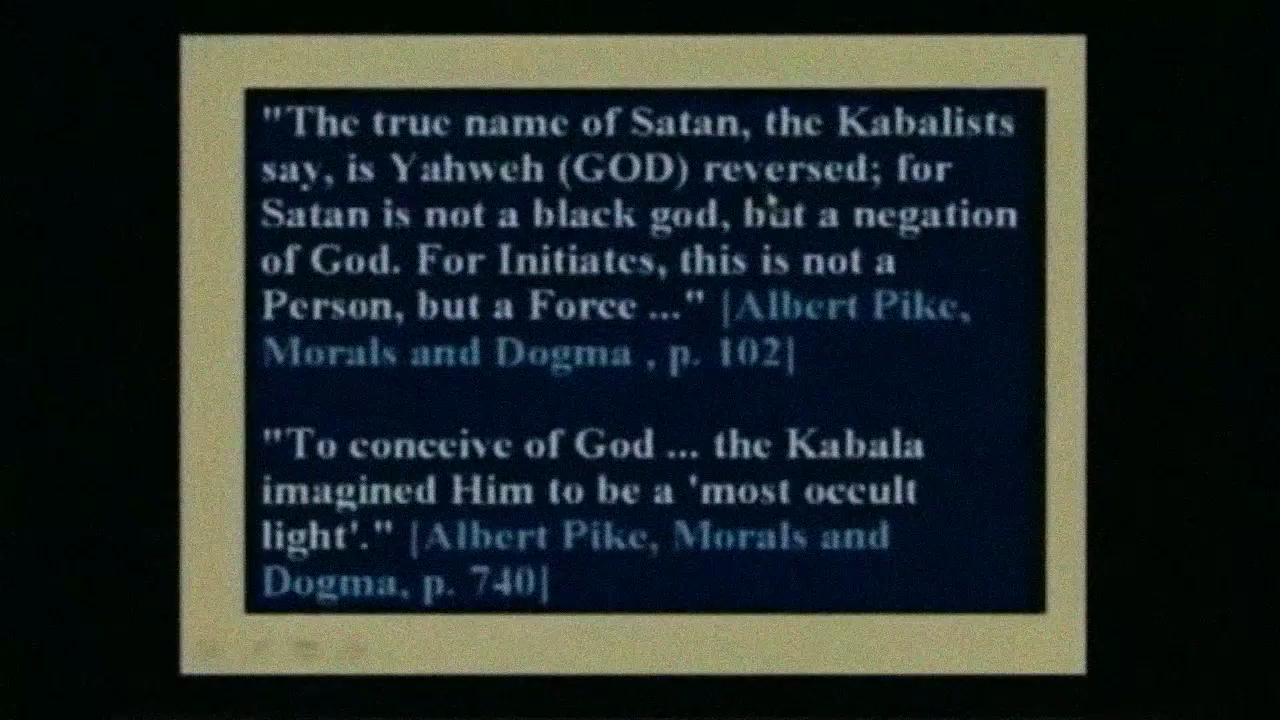 "The true name of Satan, the Kabalists
say, is Yahweh (GOD) reversed; for
Satan is not a black god, but a negation
of God. For Initiates, this is not a
Person, but a Force ..." [Albert Pike,
Morals and Dogma , p. 102]
"To conceive of God ... the Kabala
imagined Him to be a 'most occult
light'." [Albert Pike, Morals and
Dogma, p. 740]